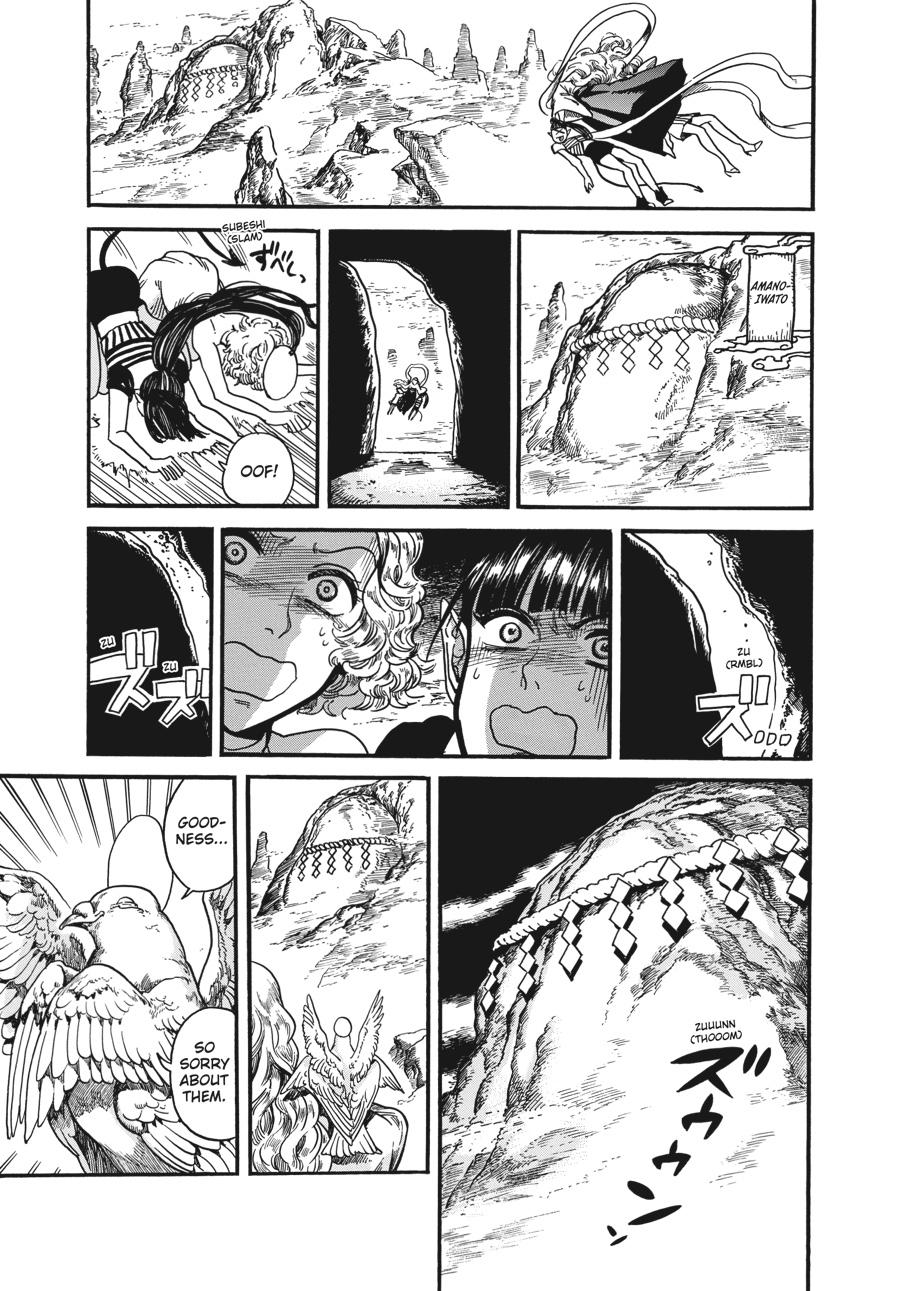 AMANO-
IWATO
SUBESHI
(SLAM)
ずべしっ
OOF!
ZU
(RMBL)
ズ
ZU
ズ
ZU
ズ
ZUUUNN
(THOOOM)
ズウゥン
GOOD-
NESS...
SO
SORRY
ABOUT
THEM.